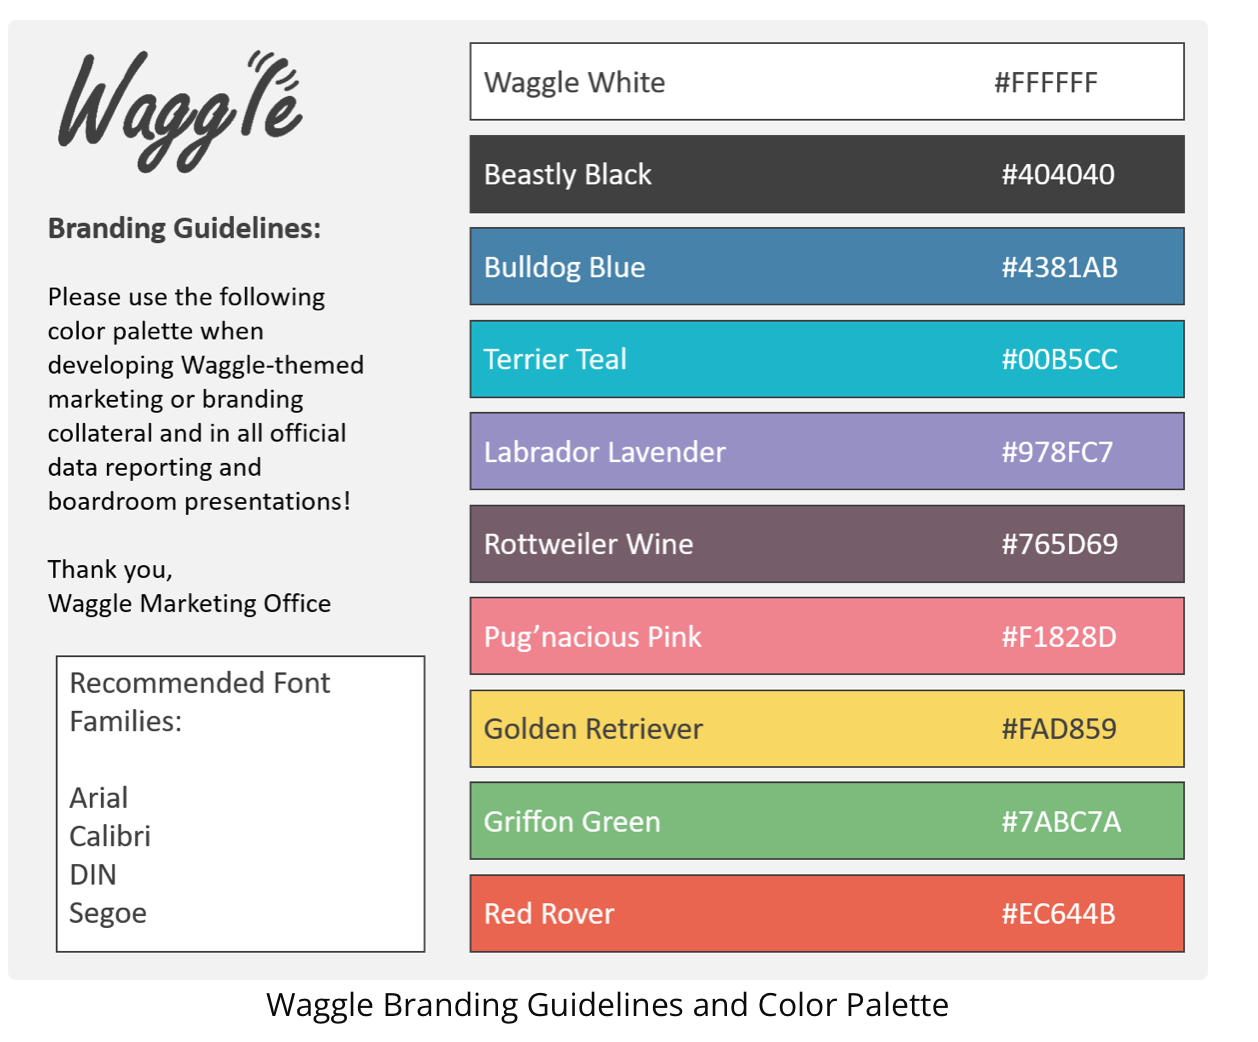 Waggle
Branding Guidelines:
Please use the following
color palette when
developing Waggle-themed
marketing or branding
collateral and in all official
data reporting and
boardroom presentations!
Thank you,
Waggle Marketing Office
Recommended Font
Families:
Arial
Calibri
DIN
Segoe
Waggle White #FFFFFF
Beastly Black #404040
Bulldog Blue #4381AB
Terrier Teal #00B5CC
Labrador Lavender #978FC7
Rottweiler Wine #765D69
Pug’nacious Pink #F1828D
Golden Retriever #FAD859
Griffon Green #7ABC7A
Red Rover #EC644B
Waggle Branding Guidelines and Color Palette